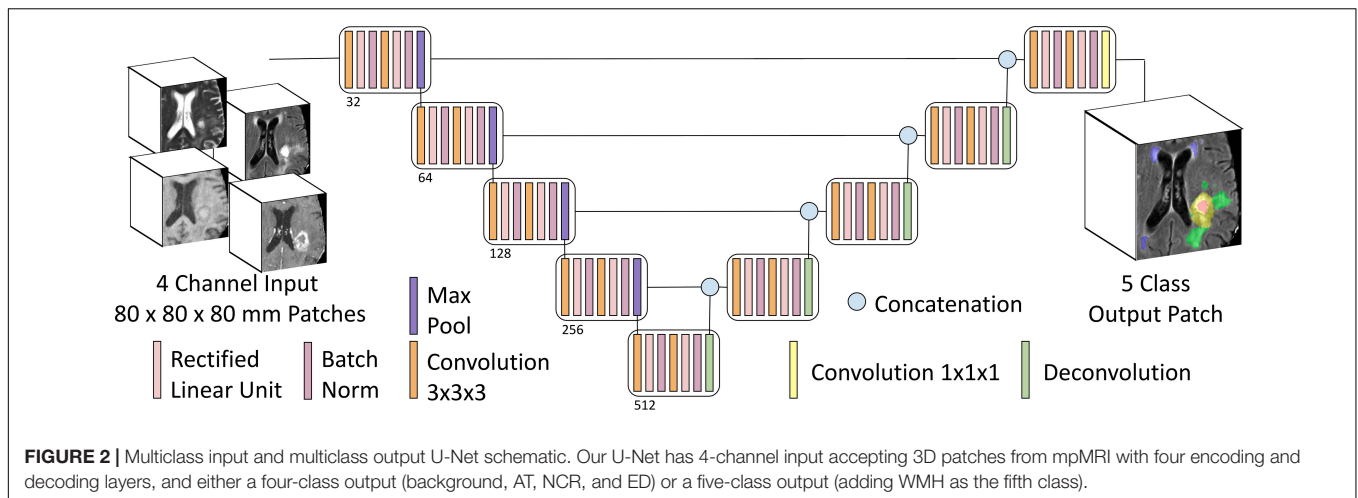 32
64
128
256
512
4 Channel Input
80 x 80 x 80 mm Patches
Max
Pool
Rectified
Linear Unit
Batch
Norm
Convolution
3x3x3
Concatenation
Convolution 1x1x1
Deconvolution
5 Class
Output Patch
FIGURE 2 | Multiclass input and multiclass output U-Net schematic. Our U-Net has 4-channel input accepting 3D patches from mpMRI with four encoding and
decoding layers, and either a four-class output (background, AT, NCR, and ED) or a five-class output (adding WMH as the fifth class).